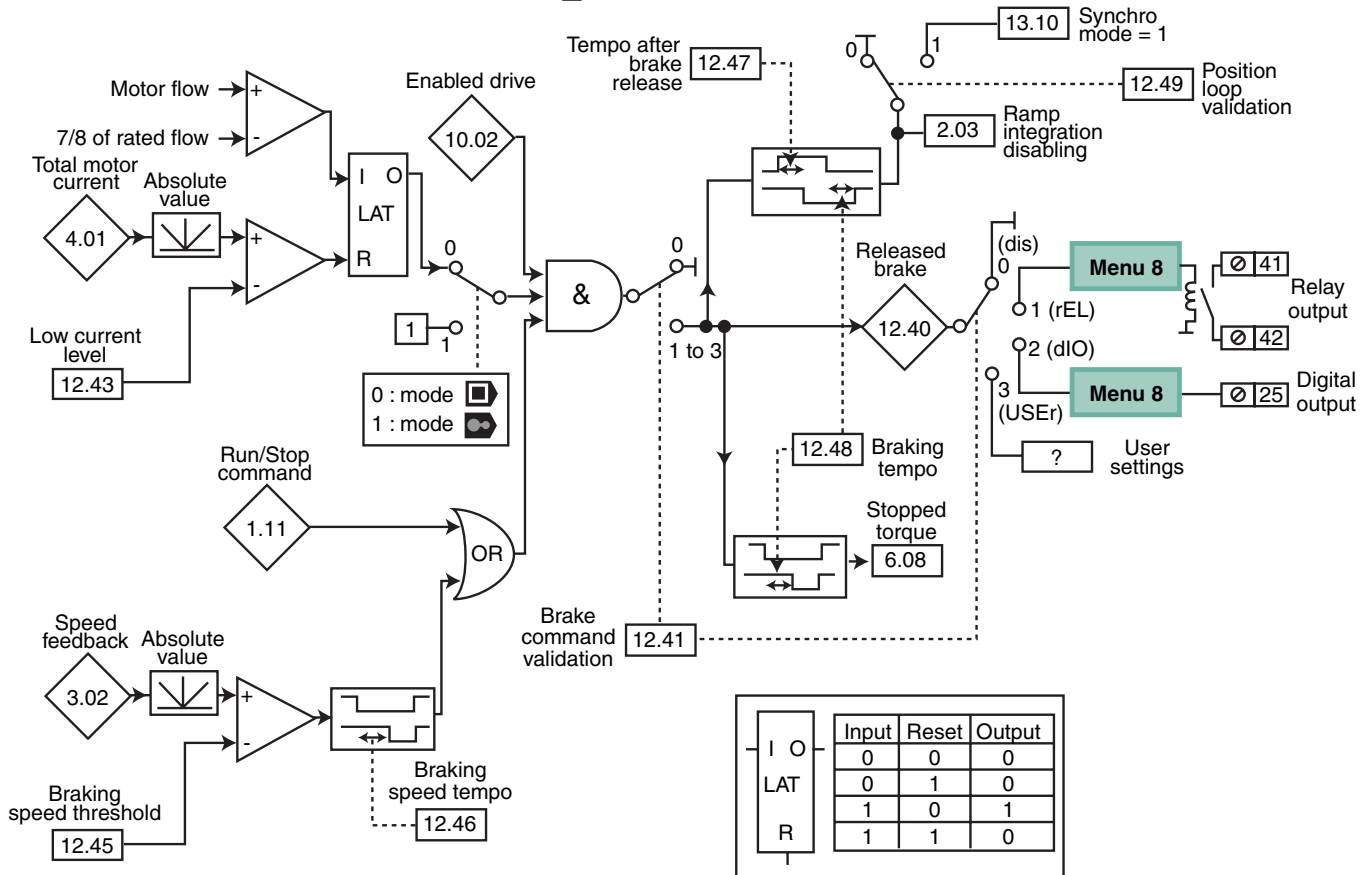 Motor flow
+
7/8 of rated flow
-
Total motor
current
4.01
Absolute
value
+
-
Low current
level
12.43
I O
LAT
R
Enabled drive
10.02
0
1
1
0 : mode
1 : mode
&
0
1 to 3
Run/Stop
command
1.11
OR
Speed
feedback
3.02
Absolute
value
+
-
Braking
speed threshold
12.45
Braking
speed tempo
12.46
Tempo after
brake
release
12.47
0
1
13.10
Synchro
mode = 1
12.49
Position
loop
validation
2.03
Ramp
integration
disabling
Released
brake
12.40
(dis)
0
1 (rEL)
2 (dIO)
3
(USEr)
Menu 8
41
Relay
output
42
Menu 8
25
Digital
output
?
User
settings
12.48
Braking
tempo
Stopped
torque
6.08
Brake
command
validation
12.41
I O
LAT
R
Input Reset Output
0 0 0
0 1 0
1 0 1
1 1 0